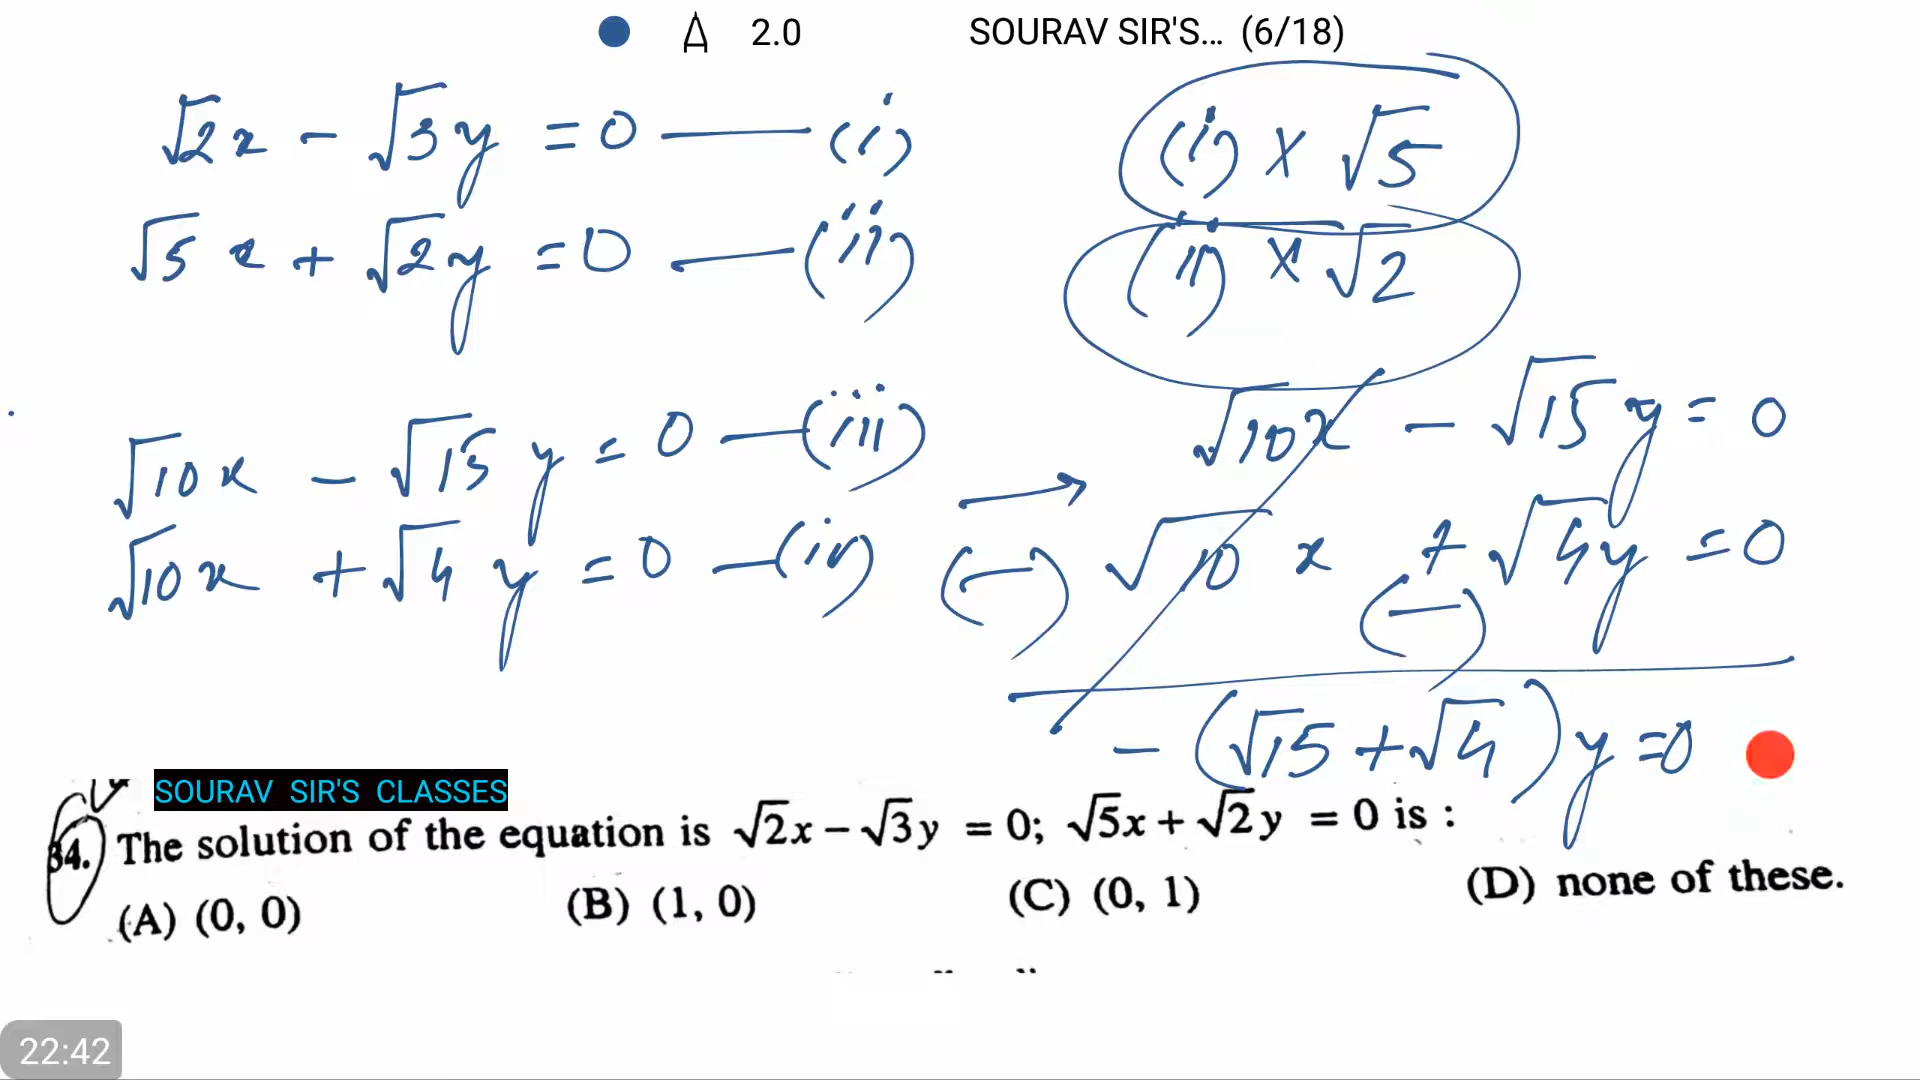 A 2.0 SOURAV SIR'S... (6/18)
√2x - √3y = 0 — (i)
√5x + √2y = 0 — (ii)
(i) × √5
(ii) × √2
√10x - √15y = 0 — (iii)
√10x + √4y = 0 — (iv)
√10x - √15y = 0
(-) √10x + √4y = 0
(-)
-(√15 + √4)y = 0
SOURAV SIR'S CLASSES
34. The solution of the equation is √2x − √3y = 0; √5x + √2y = 0 is :
(A) (0, 0) (B) (1, 0) (C) (0, 1) (D) none of these.
22:42